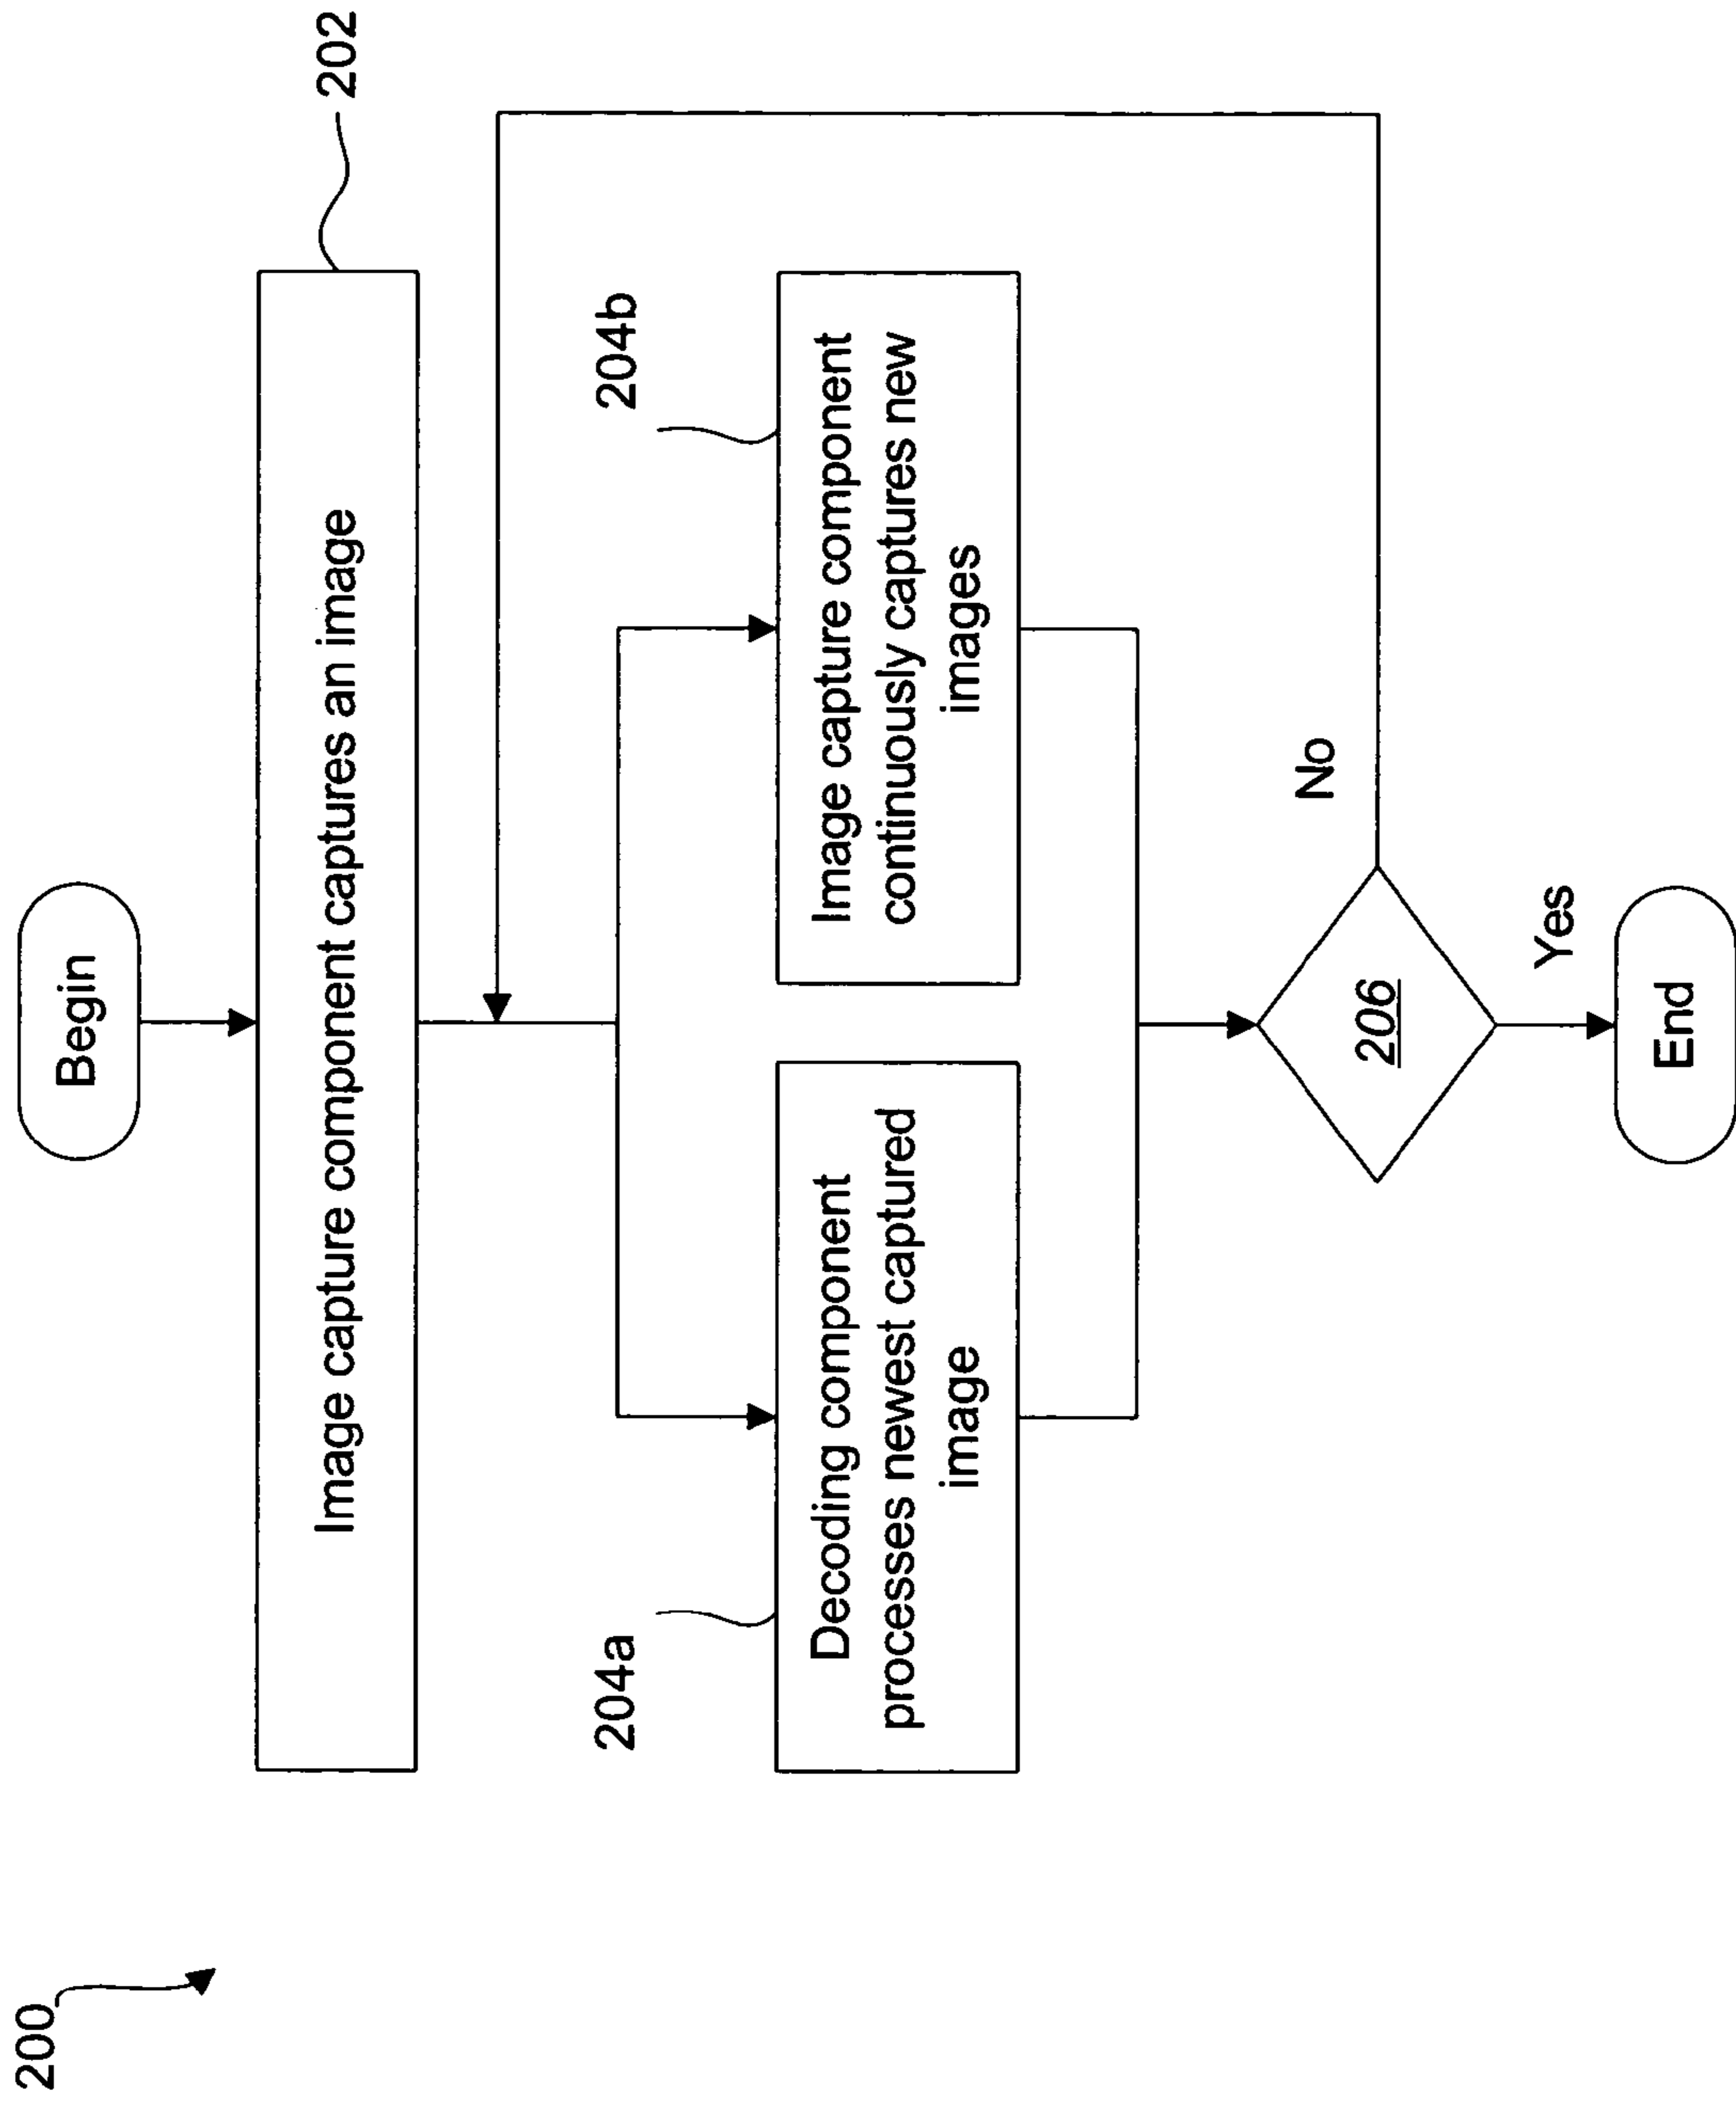 200
Begin
Image capture component captures an image
202
204a
Decoding component
processes newest captured
image
204b
Image capture component
continuously captures new
images
206
No
Yes
End